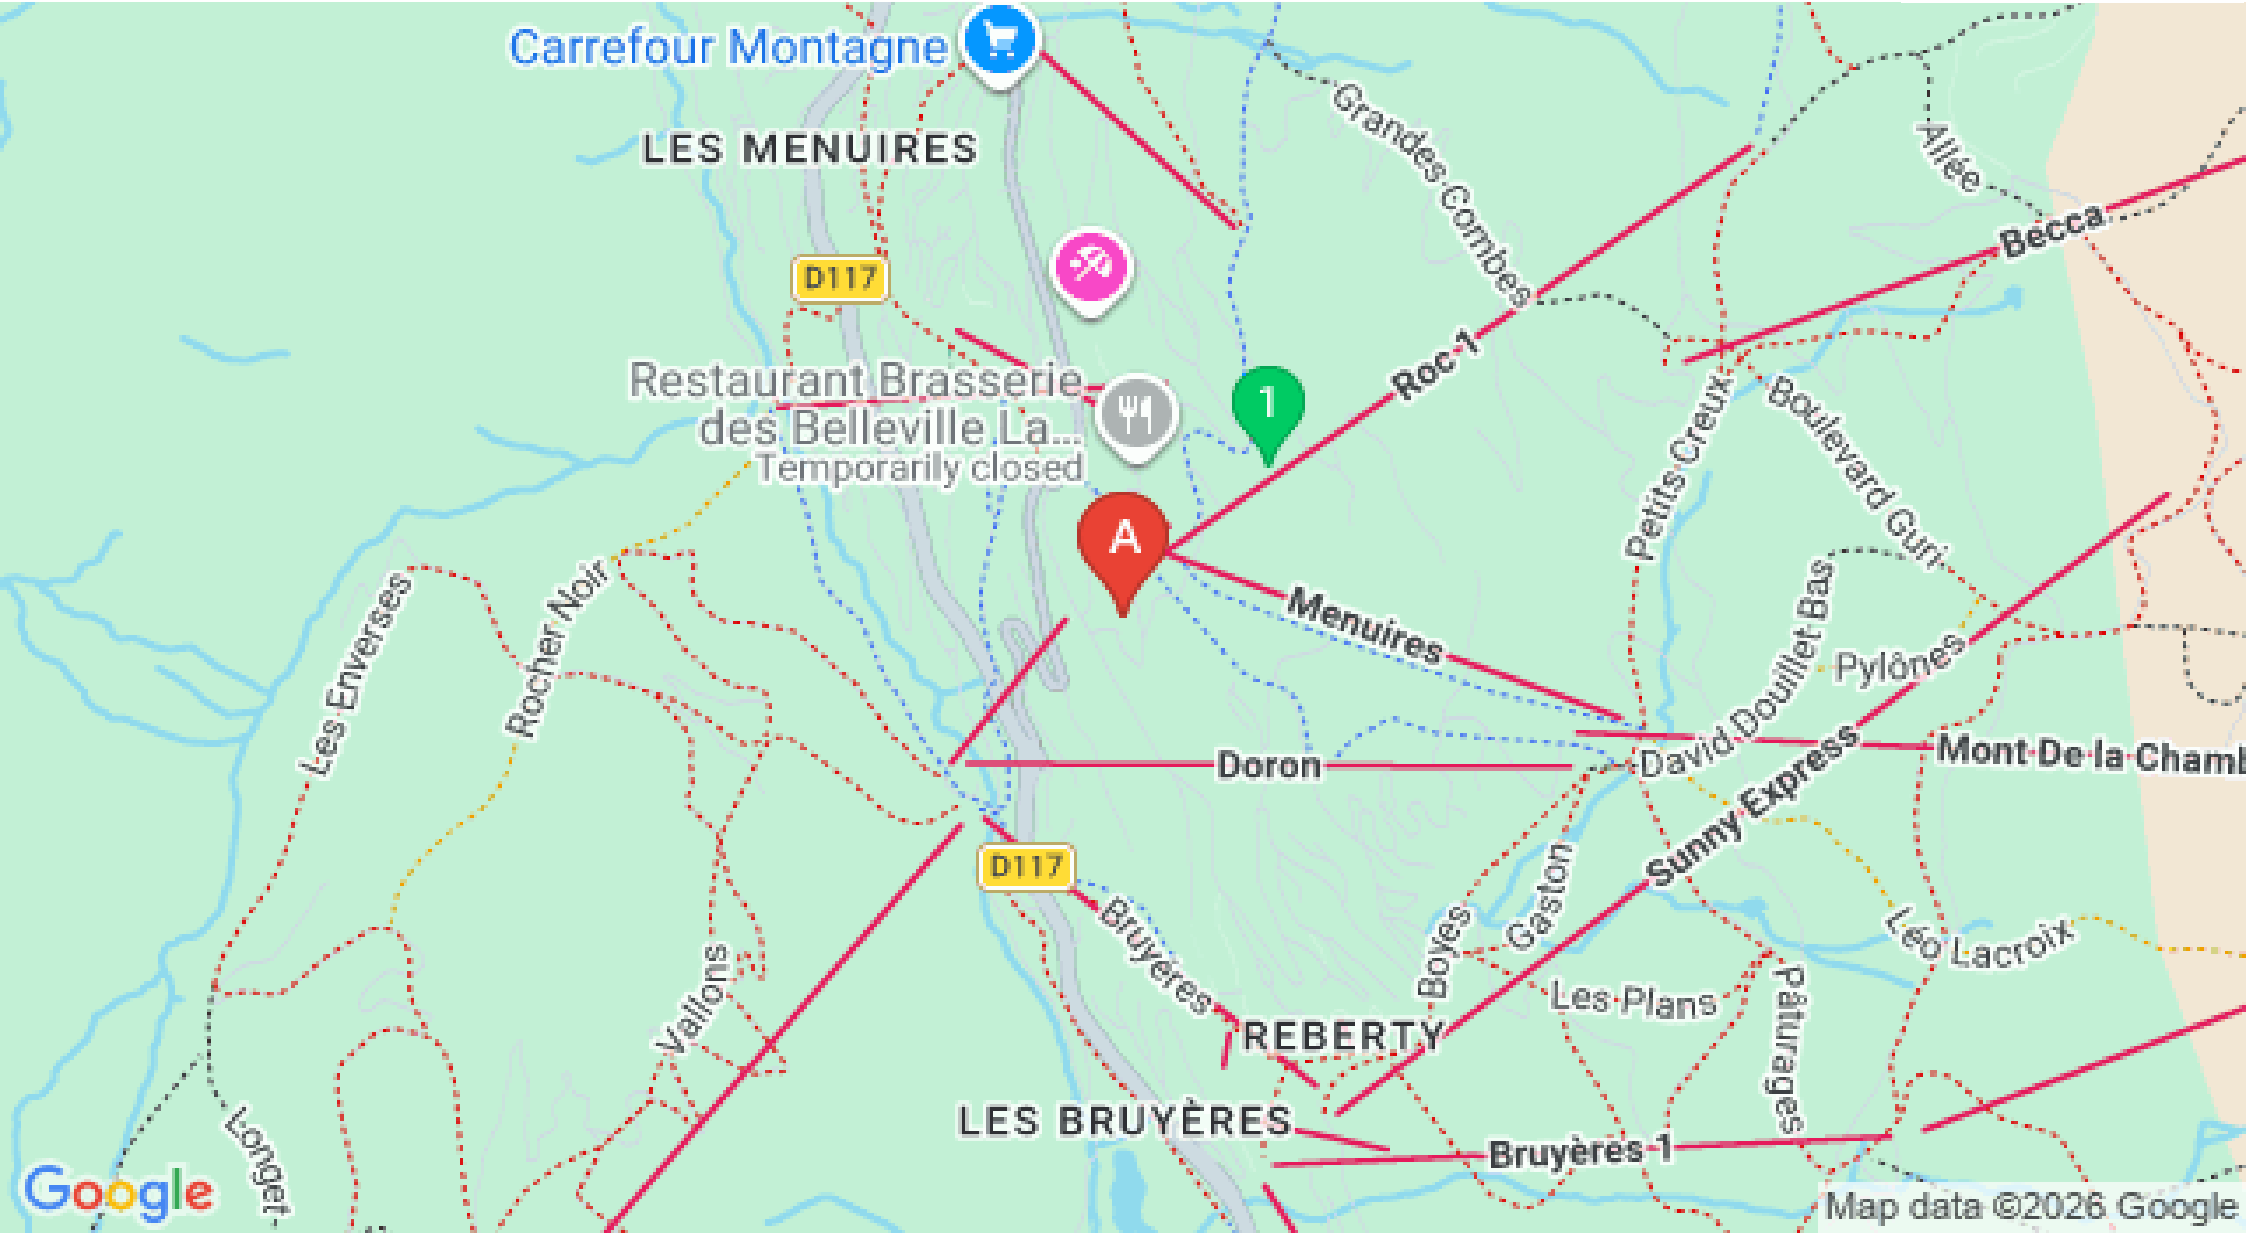 Carrefour Montagne
LES MENUIRES
Grandes Combes
Allée
Becca
D117
Roc 1
Restaurant Brasserie
des Belleville La...
Temporarily closed
1
A
Petits Creux
Boulevard Guri
Menuires
Les Enverses
Rocher Noir
David Douillet Bas
Pylônes
Doron
Mont De la Chamb
Sunny Express
D117
Bruyères
Gaston
Boyes
Léo Lacroix
Les Plans
Pâturages
Vallons
REBERTY
LES BRUYÈRES
Bruyères 1
Longet
Google
Map data ©2026 Google